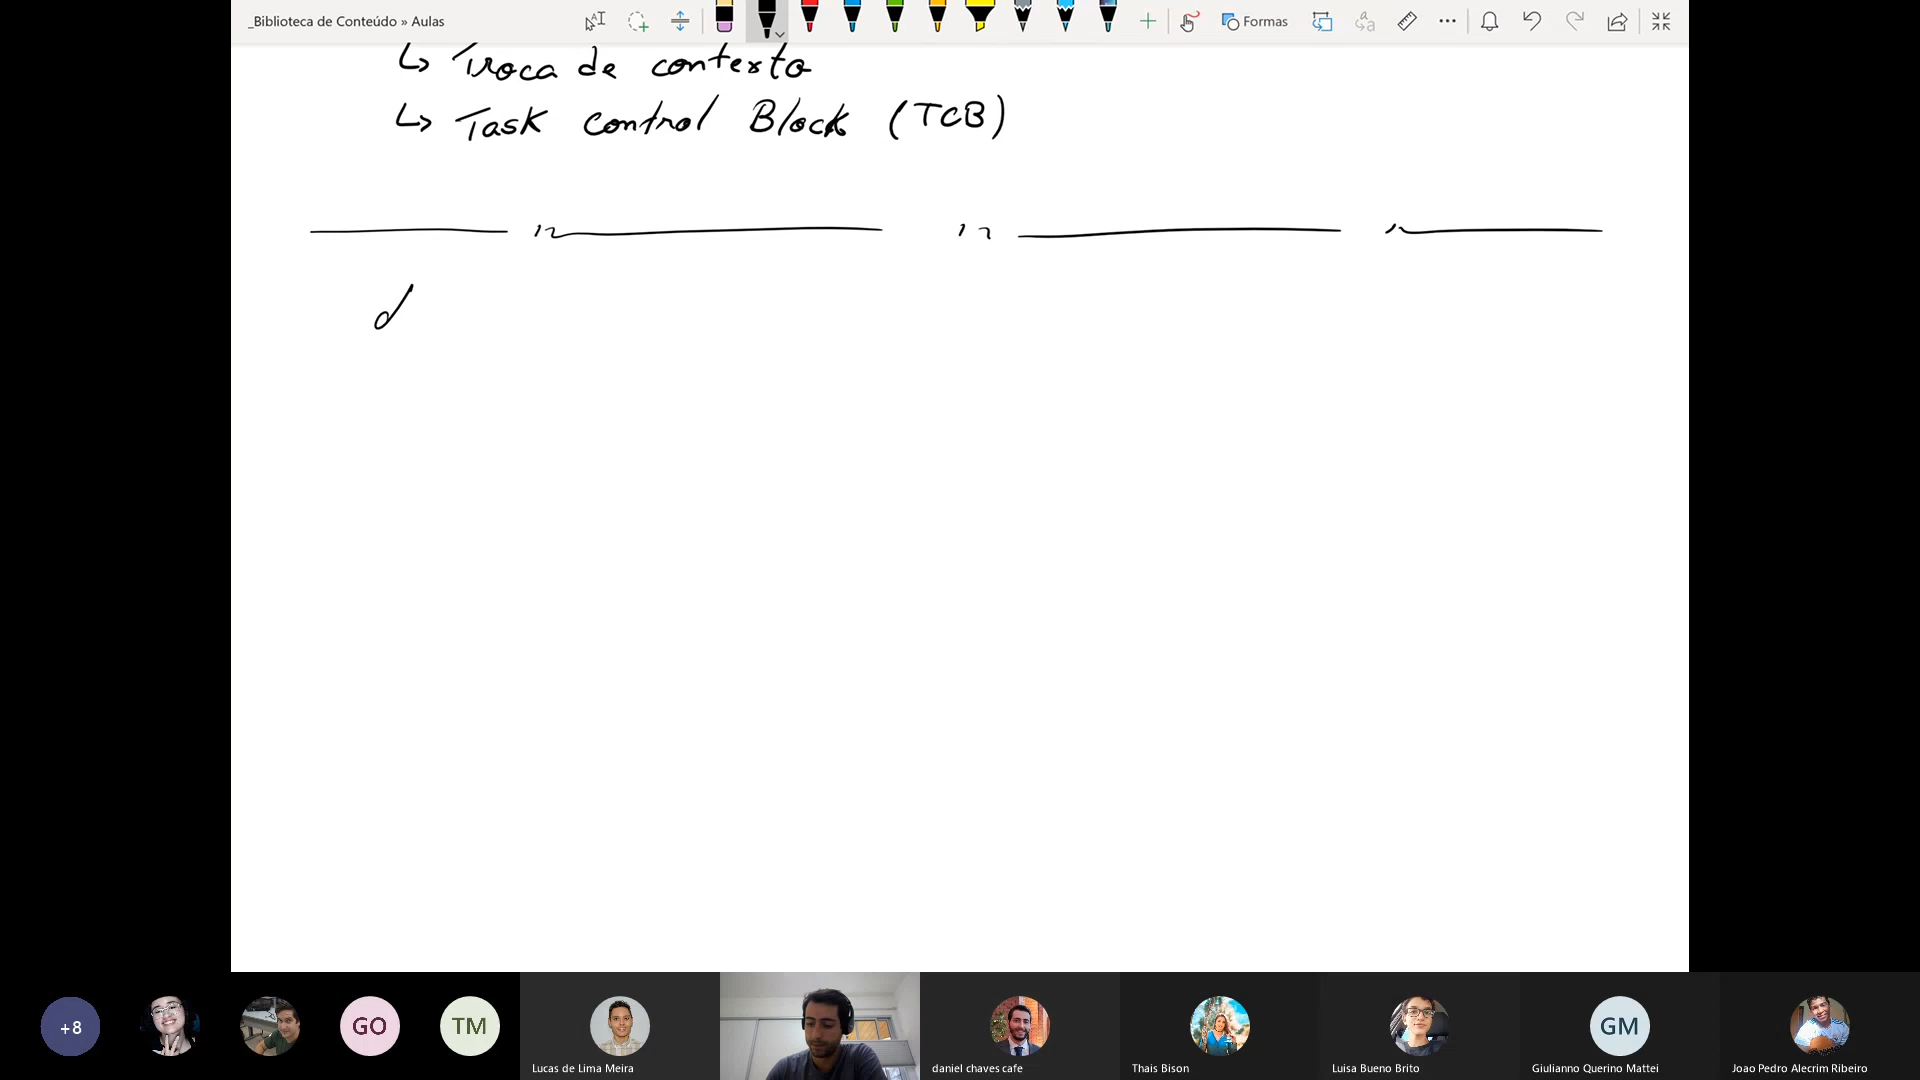 _Biblioteca de Conteúdo » Aulas
Formas
↳ Troca de contexto
↳ Task control Block (TCB)
d
+8
GO
TM
GM
Lucas de Lima Meira
daniel chaves cafe
Thais Bison
Luisa Bueno Brito
Giulianno Querino Mattei
Joao Pedro Alecrim Ribeiro